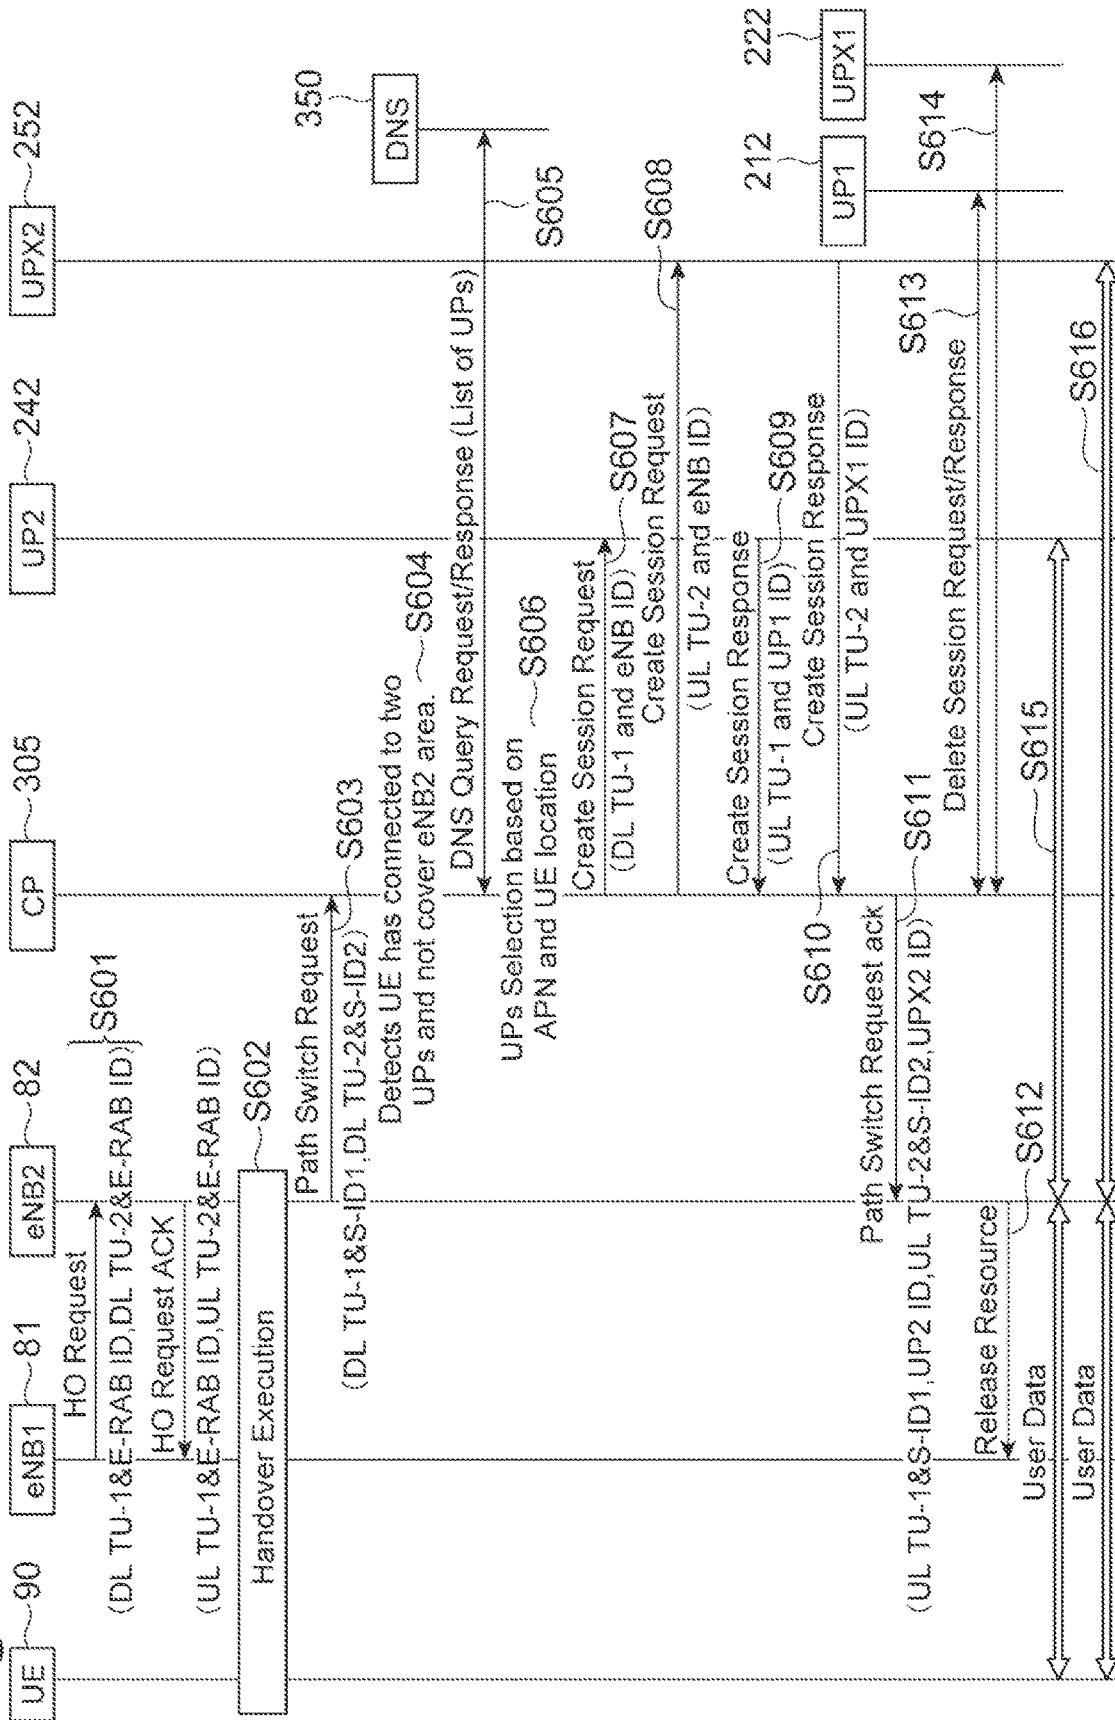 UE
90
eNB1
81
eNB2
82
CP
305
UP2
242
UPX2
252
HO Request
(DL TU-1&E-RAB ID,DL TU-2&E-RAB ID)
S601
HO Request ACK
(UL TU-1&E-RAB ID,UL TU-2&E-RAB ID)
Handover Execution
S602
Path Switch Request
S603
(DL TU-1&S-ID1,DL TU-2&S-ID2)
Detects UE has connected to two
UPs and not cover eNB2 area.
S604
DNS
350
DNS Query Request/Response (List of UPs)
S605
UPs Selection based on
APN and UE location
S606
Create Session Request
(DL TU-1 and eNB ID)
S607
Create Session Request
(UL TU-2 and eNB ID)
S608
Create Session Response
(UL TU-1 and UP1 ID)
S609
Create Session Response
(UL TU-2 and UPX1 ID)
S610
UP1
212
UPX1
222
Path Switch Request ack
S611
(UL TU-1&S-ID1,UP2 ID,UL TU-2&S-ID2,UPX2 ID)
Delete Session Request/Response
S613
S614
Release Resource
S612
User Data
S615
User Data
S616